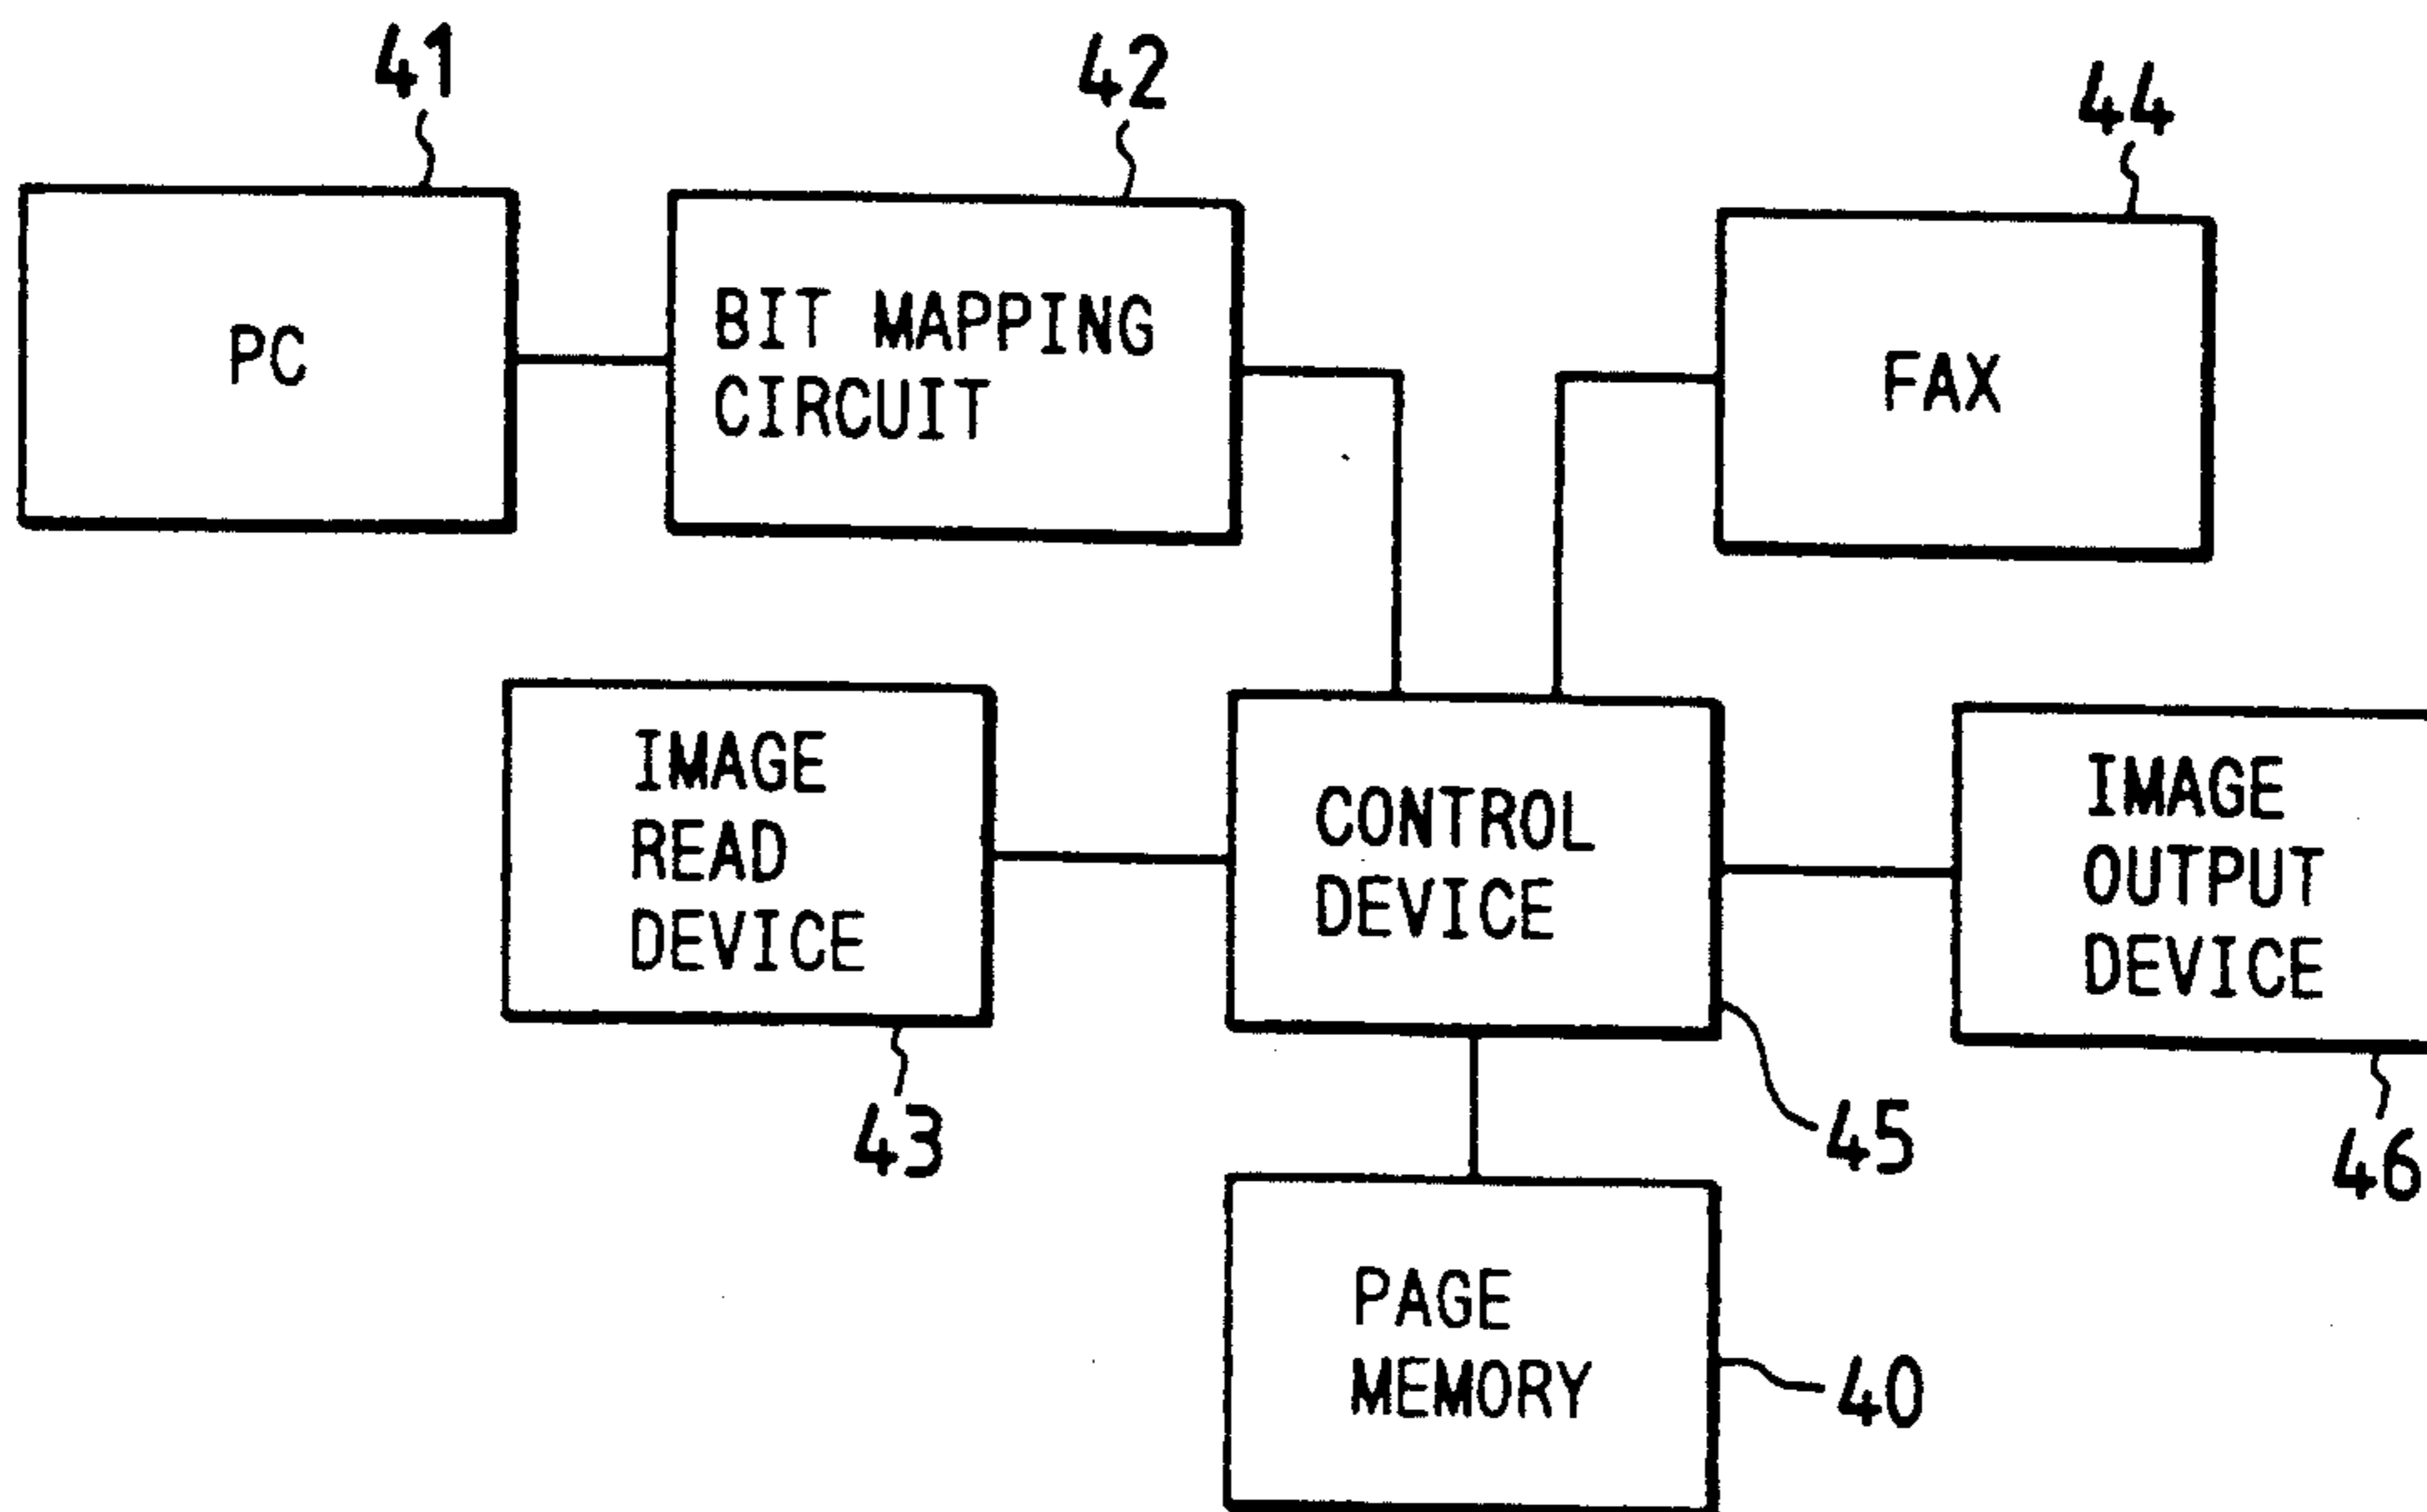 41
42
44
PC
BIT MAPPING
CIRCUIT
FAX
IMAGE
READ
DEVICE
CONTROL
DEVICE
IMAGE
OUTPUT
DEVICE
43
45
46
PAGE
MEMORY
40